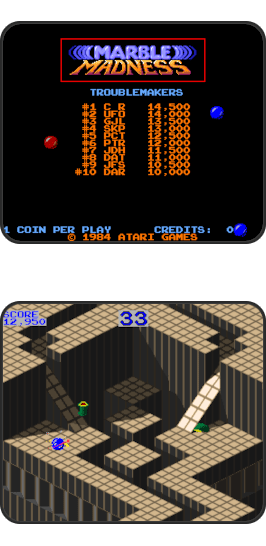 MARBLE
MADNESS
TROUBLEMAKERS
#1 C R 14,500
#2 UFO 14,000
#3 GJL 13,500
#4 SKP 13,000
#5 PCT 12,500
#6 PTR 12,000
#7 JDH 11,500
#8 DAT 11,000
#9 JFS 10,500
#10 DAR 10,000
1 COIN PER PLAY CREDITS: 0
© 1984 ATARI GAMES
SCORE 33
12,950